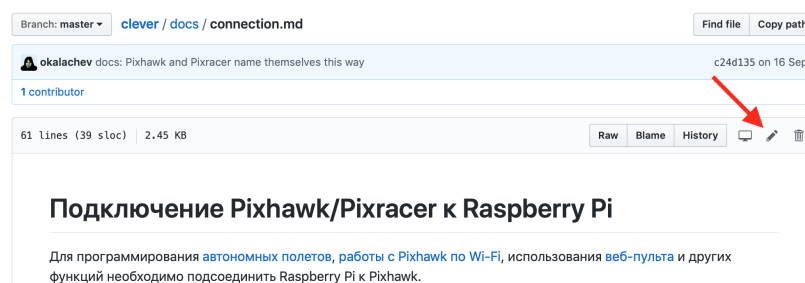 Branch: master clever / docs / connection.md Find file Copy path
okalachev docs: Pixhawk and Pixracer name themselves this way c24d135 on 16 Sep
1 contributor
61 lines (39 sloc) 2.45 KB Raw Blame History
Подключение Pixhawk/Pixracer к Raspberry Pi
Для программирования автономных полетов, работы с Pixhawk по Wi-Fi, использования веб-пульта и других
функций необходимо подсоединить Raspberry Pi к Pixhawk.